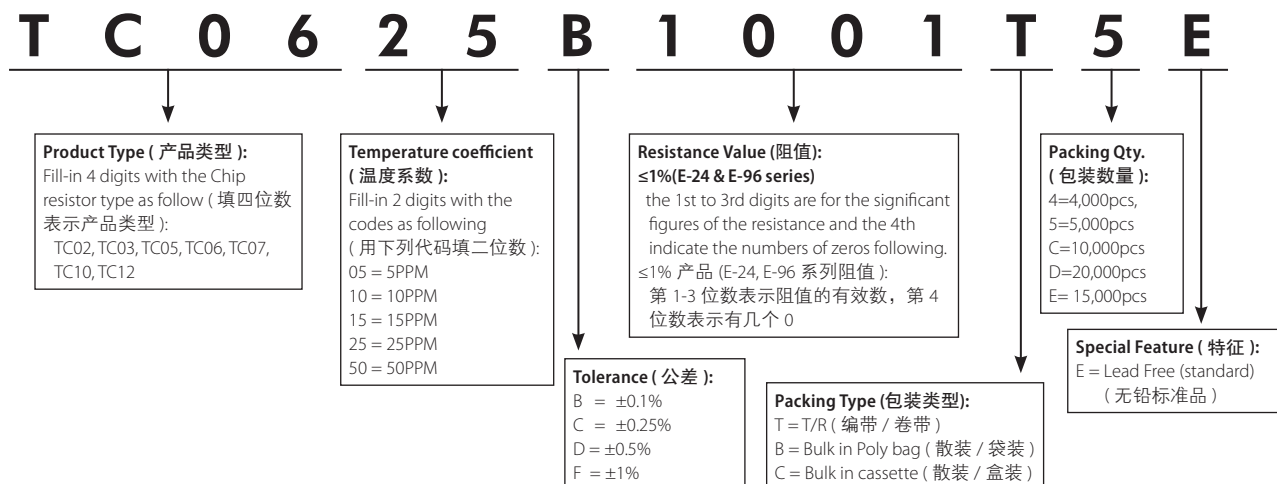 T C 0 6 2 5 B 1 0 0 1 T 5 E
Product Type ( 产品类型 ):
Fill-in 4 digits with the Chip
resistor type as follow ( 填四位数
表示产品类型 ):
TC02, TC03, TC05, TC06, TC07,
TC10, TC12
Temperature coefficient
( 温度系数 ):
Fill-in 2 digits with the
codes as following
( 用下列代码填二位数 ):
05 = 5PPM
10 = 10PPM
15 = 15PPM
25 = 25PPM
50 = 50PPM
Tolerance ( 公差 ):
B = ±0.1%
C = ±0.25%
D = ±0.5%
F = ±1%
Resistance Value (阻值):
≤1%(E-24 & E-96 series)
the 1st to 3rd digits are for the significant
figures of the resistance and the 4th
indicate the numbers of zeros following.
≤1% 产品 (E-24, E-96 系列阻值 ):
第 1-3 位数表示阻值的有效数，第 4
位数表示有几个 0
Packing Type (包装类型):
T = T/R ( 编带 / 卷带 )
B = Bulk in Poly bag ( 散装 / 袋装 )
C = Bulk in cassette ( 散装 / 盒装 )
Packing Qty.
( 包装数量 ):
4=4,000pcs,
5=5,000pcs
C=10,000pcs
D=20,000pcs
E= 15,000pcs
Special Feature ( 特征 ):
E = Lead Free (standard)
( 无铅标准品 )